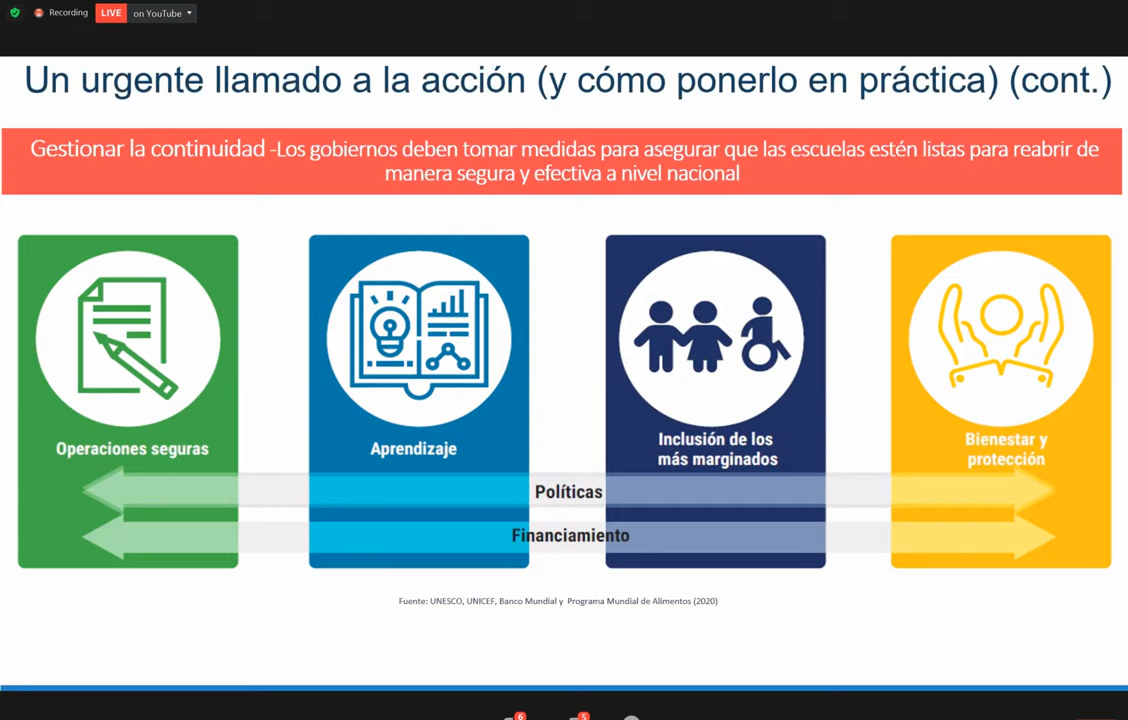 Recording
LIVE
on YouTube
Un urgente llamado a la acción (y cómo ponerlo en práctica) (cont.)
Gestionar la continuidad -Los gobiernos deben tomar medidas para asegurar que las escuelas estén listas para reabrir de
manera segura y efectiva a nivel nacional
Operaciones seguras
Aprendizaje
Inclusión de los
más marginados
Bienestar y
protección
Políticas
Financiamiento
Fuente: UNESCO, UNICEF, Banco Mundial y Programa Mundial de Alimentos (2020)
6
5